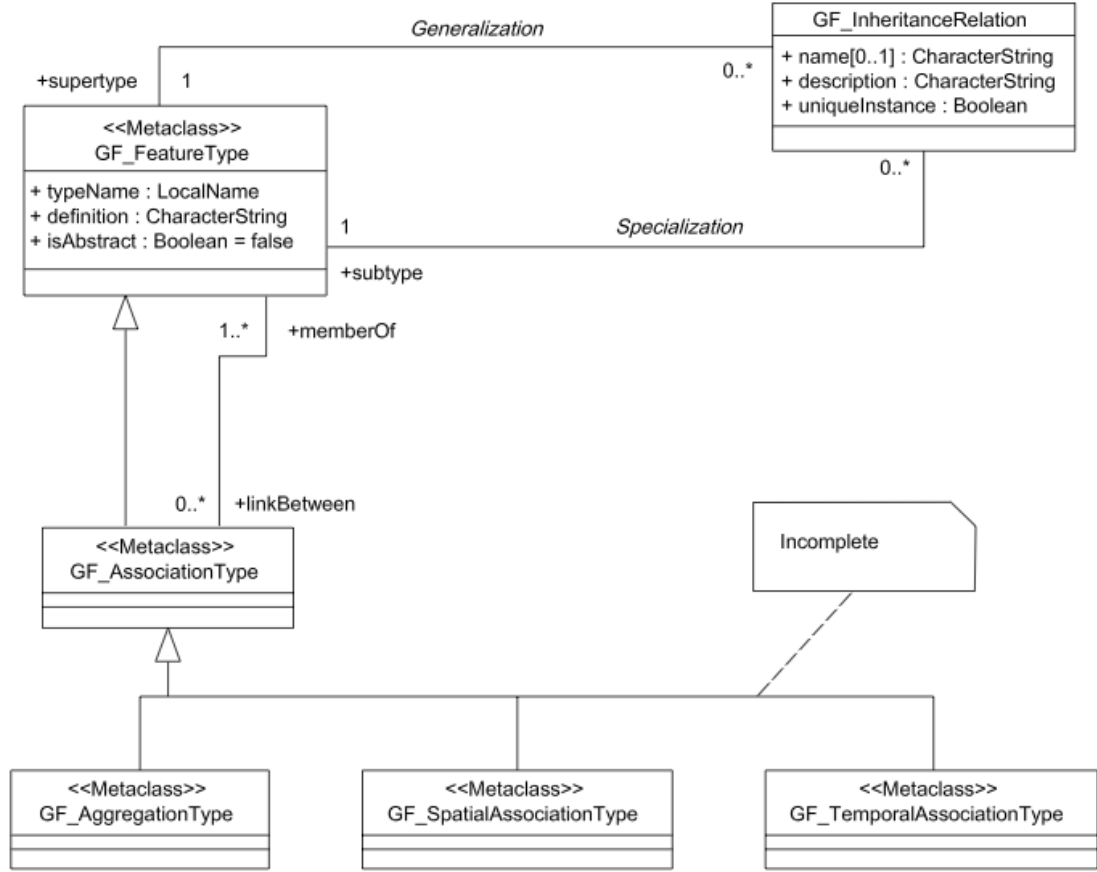 Generalization
GF_InheritanceRelation
+ name[0..1] : CharacterString
+ description : CharacterString
+ uniqueInstance : Boolean
0..*
+supertype
1
<<Metaclass>>
GF_FeatureType
+ typeName : LocalName
+ definition : CharacterString
+ isAbstract : Boolean = false
0..*
1
Specialization
+subtype
1..*
+memberOf
0..*
+linkBetween
<<Metaclass>>
GF_AssociationType
Incomplete
<<Metaclass>>
GF_AggregationType
<<Metaclass>>
GF_SpatialAssociationType
<<Metaclass>>
GF_TemporalAssociationType